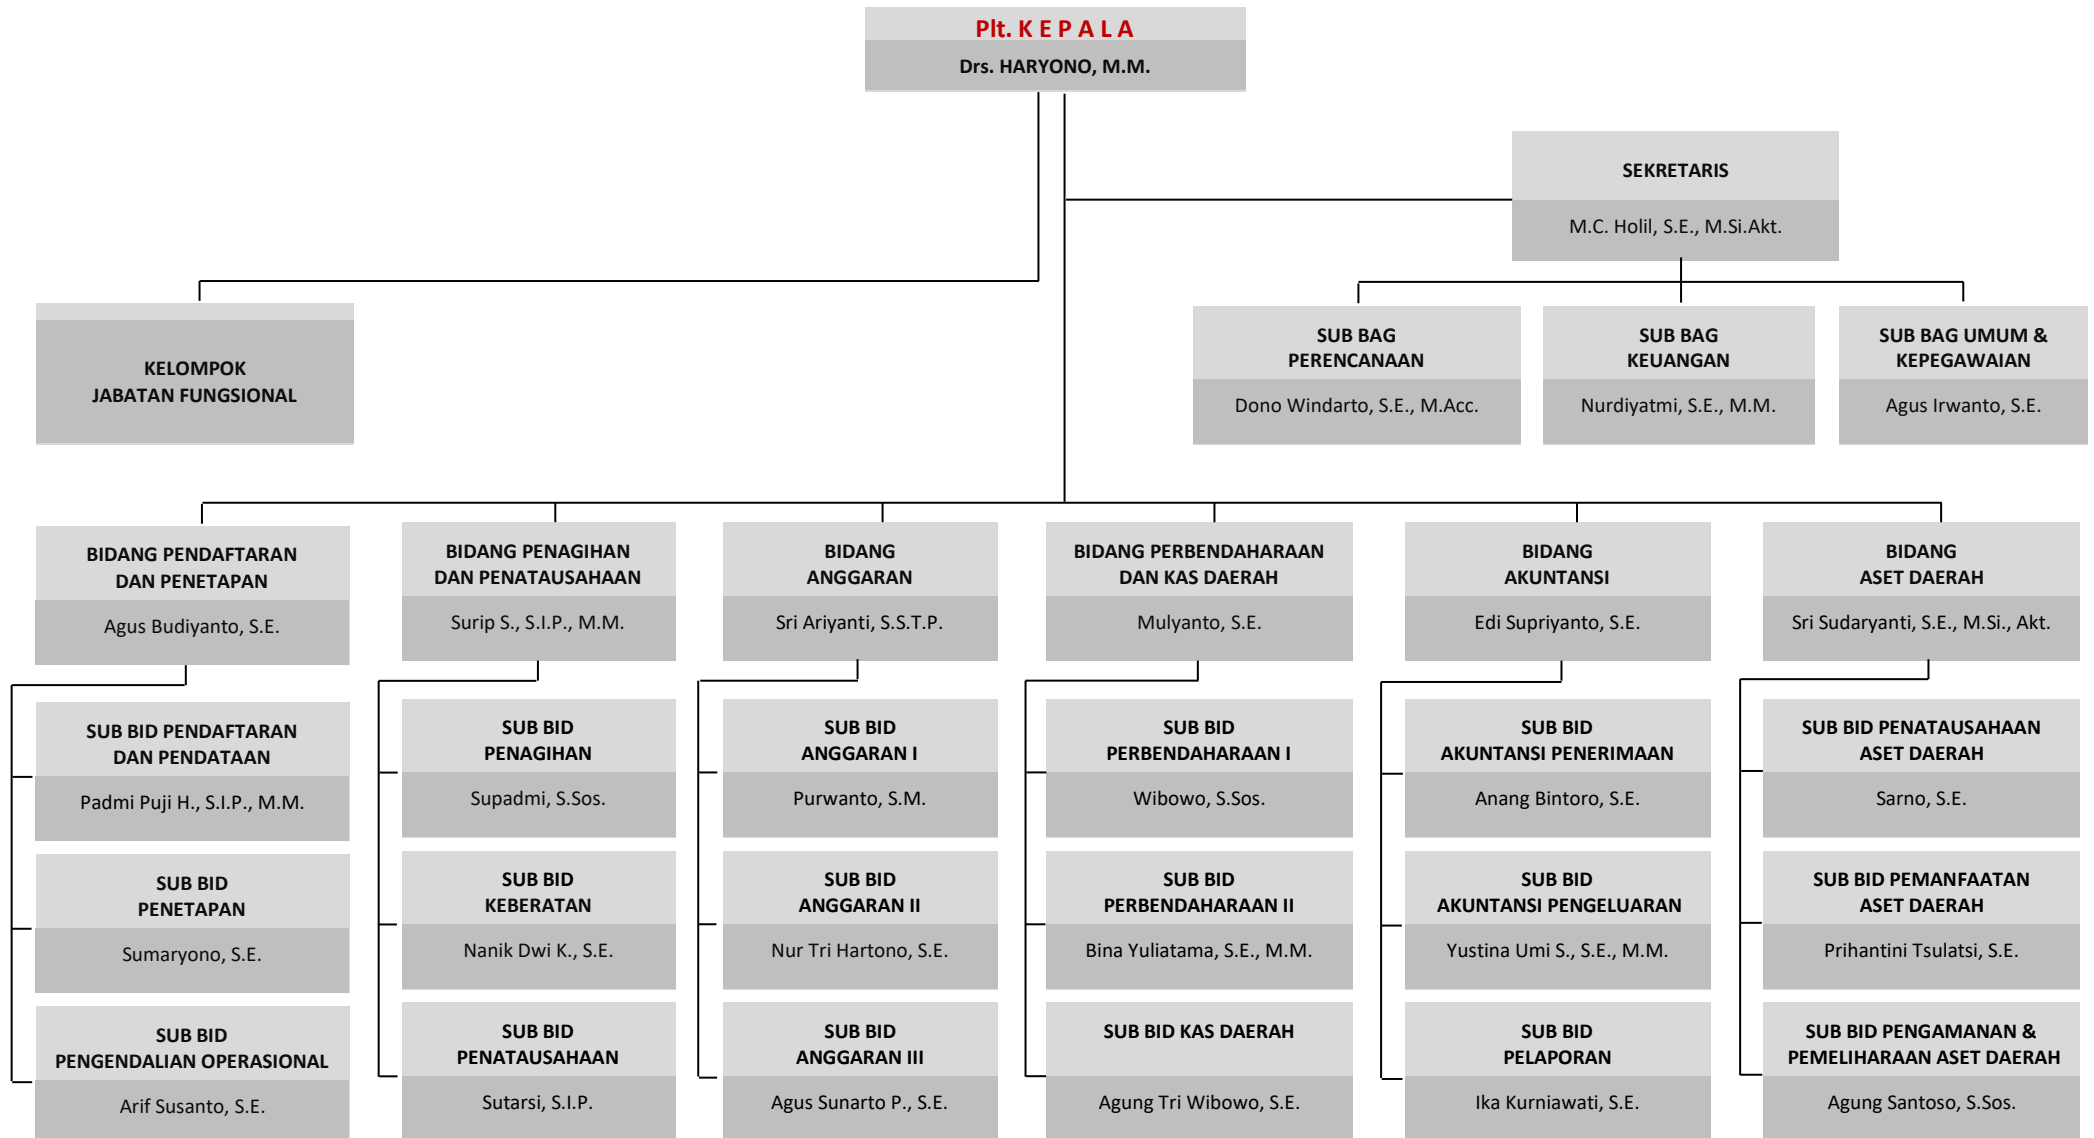 Plt. K E P A L A
Drs. HARYONO, M.M.
SEKRETARIS
M.C. Holil, S.E., M.Si.Akt.
KELOMPOK
JABATAN FUNGSIONAL
SUB BAG
PERENCANAAN
Dono Windarto, S.E., M.Acc.
SUB BAG
KEUANGAN
Nurdiyatmi, S.E., M.M.
SUB BAG UMUM &
KEPEGAWAIAN
Agus Irwanto, S.E.
BIDANG PENDAFTARAN
DAN PENETAPAN
Agus Budiyanto, S.E.
SUB BID PENDAFTARAN
DAN PENDATAAN
Padmi Puji H., S.I.P., M.M.
SUB BID
PENETAPAN
Sumaryono, S.E.
SUB BID
PENGENDALIAN OPERASIONAL
Arif Susanto, S.E.
BIDANG PENAGIHAN
DAN PENATAUSAHAAN
Surip S., S.I.P., M.M.
SUB BID
PENAGIHAN
Supadmi, S.Sos.
SUB BID
KEBERATAN
Nanik Dwi K., S.E.
SUB BID
PENATAUSAHAAN
Sutarsi, S.I.P.
BIDANG
ANGGARAN
Sri Ariyanti, S.S.T.P.
SUB BID
ANGGARAN I
Purwanto, S.M.
SUB BID
ANGGARAN II
Nur Tri Hartono, S.E.
SUB BID
ANGGARAN III
Agus Sunarto P., S.E.
BIDANG PERBENDAHARAAN
DAN KAS DAERAH
Mulyanto, S.E.
SUB BID
PERBENDAHARAAN I
Wibowo, S.Sos.
SUB BID
PERBENDAHARAAN II
Bina Yuliatama, S.E., M.M.
SUB BID KAS DAERAH
Agung Tri Wibowo, S.E.
BIDANG
AKUNTANSI
Edi Supriyanto, S.E.
SUB BID
AKUNTANSI PENERIMAAN
Anang Bintoro, S.E.
SUB BID
AKUNTANSI PENGELUARAN
Yustina Umi S., S.E., M.M.
SUB BID
PELAPORAN
Ika Kurniawati, S.E.
BIDANG
ASET DAERAH
Sri Sudaryanti, S.E., M.Si., Akt.
SUB BID PENATAUSAHAAN
ASET DAERAH
Sarno, S.E.
SUB BID PEMANFAATAN
ASET DAERAH
Prihantini Tsulatsi, S.E.
SUB BID PENGAMANAN &
PEMELIHARAAN ASET DAERAH
Agung Santoso, S.Sos.